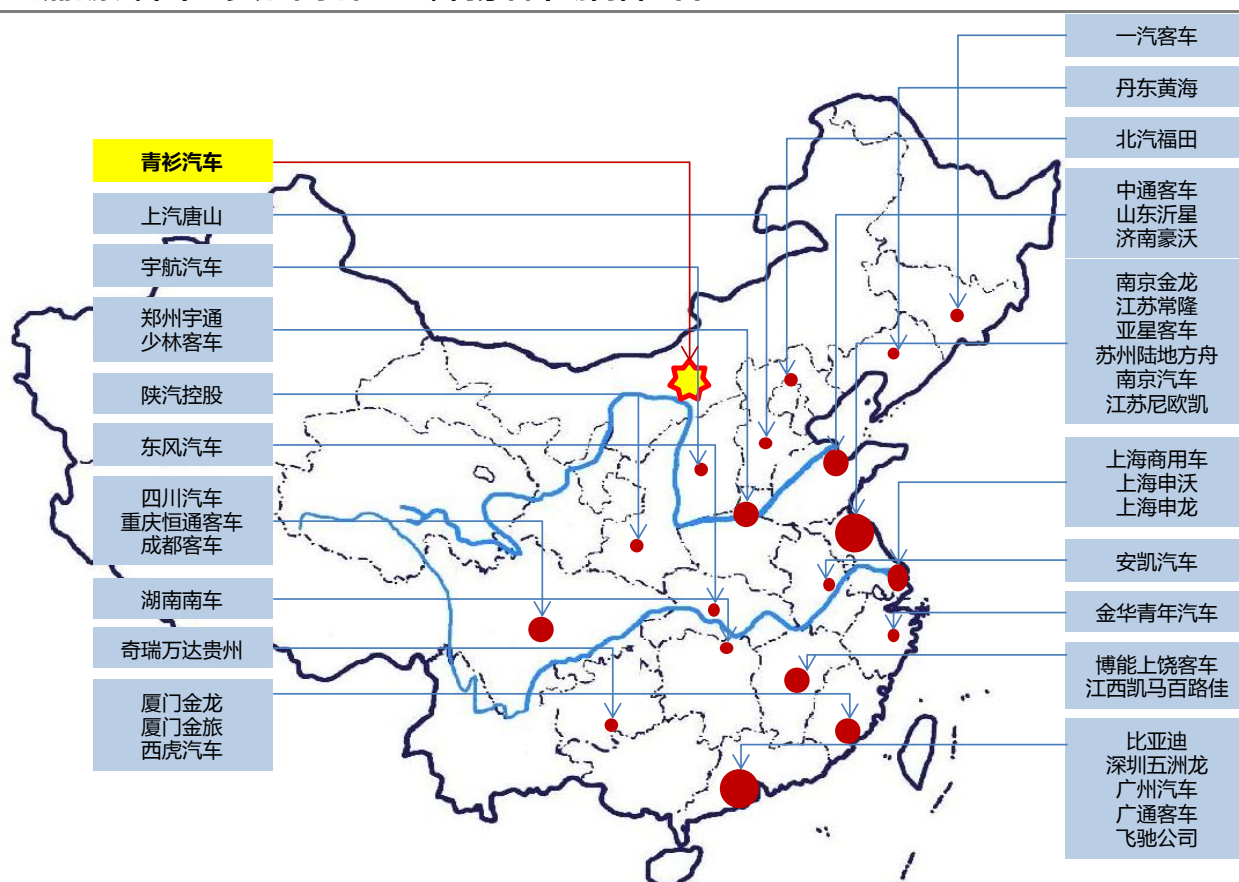 青衫汽车
上汽唐山
宇航汽车
郑州宇通
少林客车
陕汽控股
东风汽车
四川汽车
重庆恒通客车
成都客车
湖南南车
奇瑞万达贵州
厦门金龙
厦门金旅
西虎汽车
一汽客车
丹东黄海
北汽福田
中通客车
山东沂星
济南豪沃
南京金龙
江苏常隆
亚星客车
苏州陆地方舟
南京汽车
江苏尼欧凯
上海商用车
上海申沃
上海申龙
安凯汽车
金华青年汽车
博能上饶客车
江西凯马百路佳
比亚迪
深圳五洲龙
广州汽车
广通客车
飞驰公司